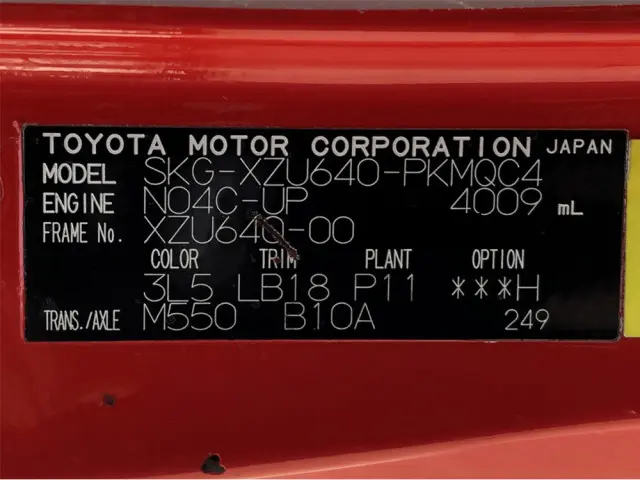 TOYOTA MOTOR CORPORATION JAPAN
MODEL SKG-XZU640-PKMQC4
ENGINE N04C-UP 4009 mL
FRAME No. XZU640-00
COLOR TRIM PLANT OPTION
3L5 LB18 P11 ***H
TRANS./AXLE M550 B10A 249